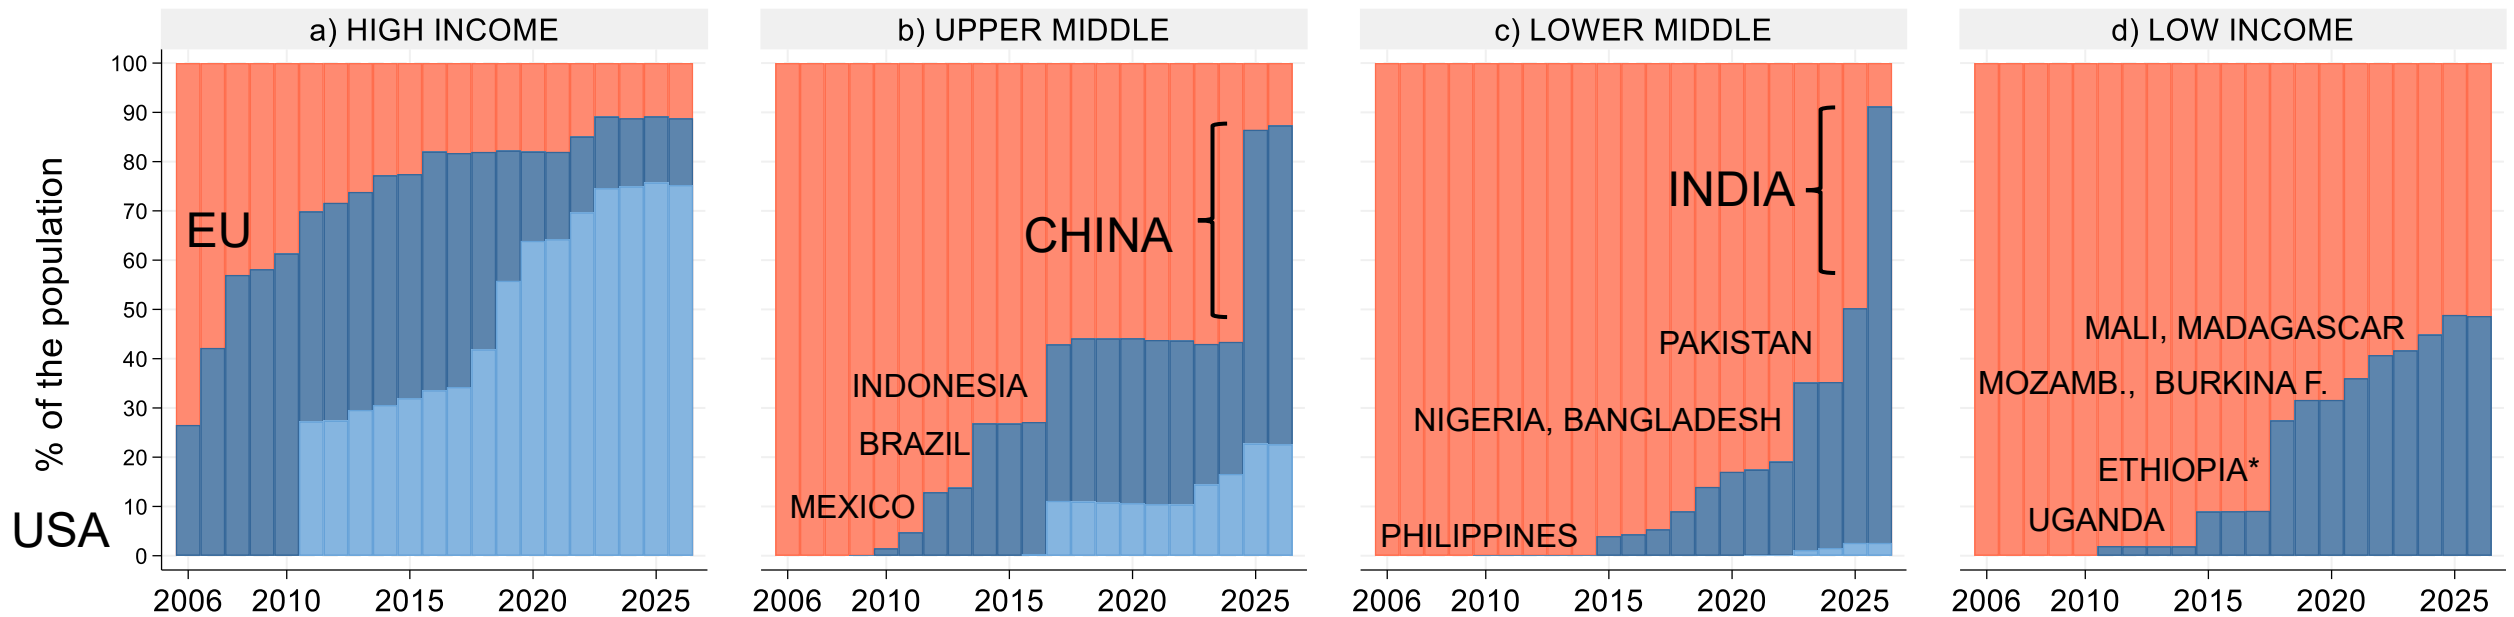 a) HIGH INCOME
b) UPPER MIDDLE
c) LOWER MIDDLE
d) LOW INCOME
% of the population
100
90
80
70
60
50
40
30
20
10
0
EU
USA
2006 2010 2015 2020 2025
CHINA
INDONESIA
BRAZIL
MEXICO
2006 2010 2015 2020 2025
INDIA
PAKISTAN
NIGERIA, BANGLADESH
PHILIPPINES
2006 2010 2015 2020 2025
MALI, MADAGASCAR
MOZAMB., BURKINA F.
ETHIOPIA*
UGANDA
2006 2010 2015 2020 2025